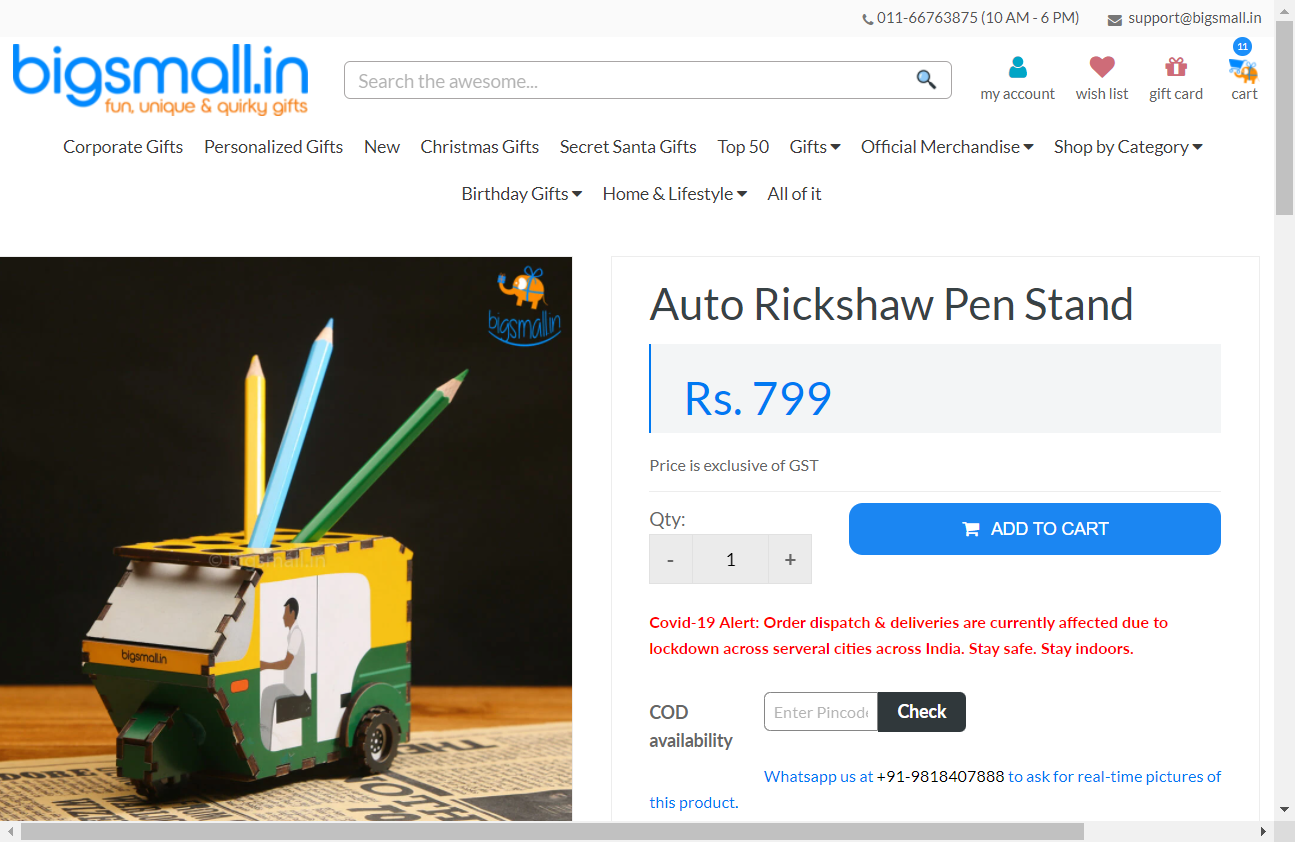 011-66763875 (10 AM - 6 PM)
support@bigsmall.in
bigsmall.in
fun, unique & quirky gifts
Search the awesome...
my account
wish list
gift card
11
cart
Corporate Gifts
Personalized Gifts
New
Christmas Gifts
Secret Santa Gifts
Top 50
Gifts
Official Merchandise
Shop by Category
Birthday Gifts
Home & Lifestyle
All of it
bigsmall.in
© bigsmall.in
bigsmall.in
Auto Rickshaw Pen Stand
Rs. 799
Price is exclusive of GST
Qty:
- 1 +
ADD TO CART
Covid-19 Alert: Order dispatch & deliveries are currently affected due to
lockdown across serveral cities across India. Stay safe. Stay indoors.
COD
availability
Enter Pincod
Check
Whatsapp us at +91-9818407888 to ask for real-time pictures of
this product.